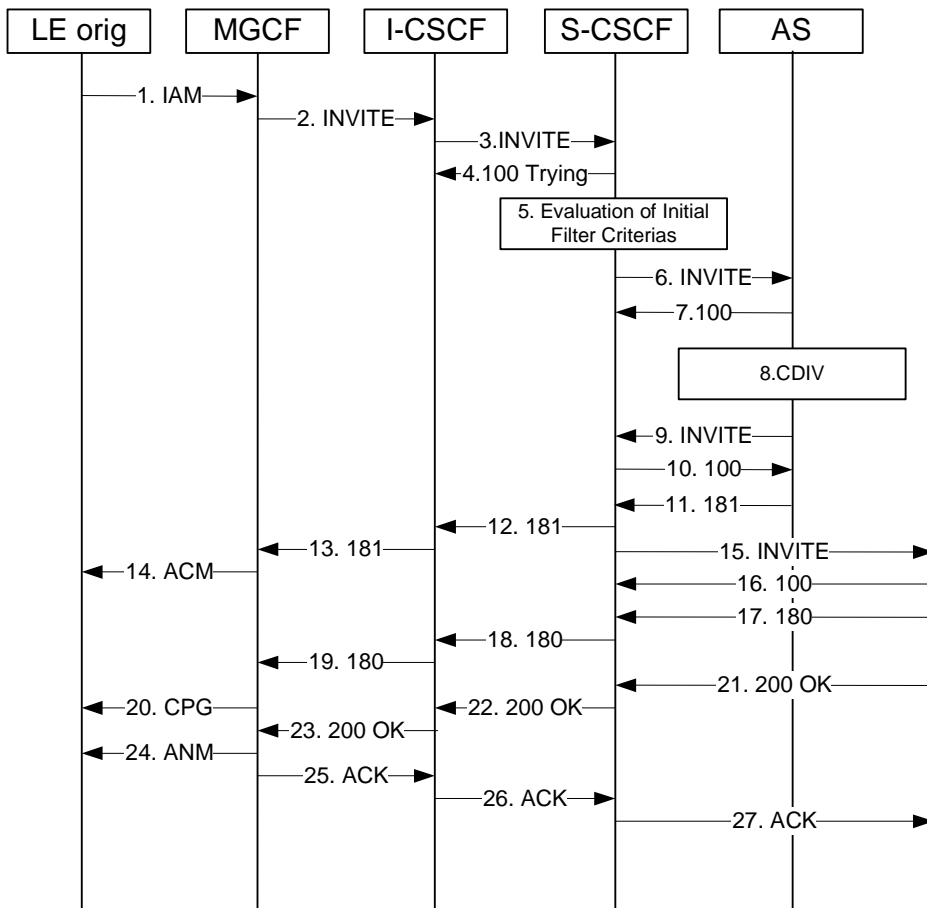 LE orig
MGCF
I-CSCF
S-CSCF
AS
1. IAM
2. INVITE
3.INVITE
4.100 Trying
5. Evaluation of Initial
Filter Criterias
6. INVITE
7.100
8.CDIV
9. INVITE
10. 100
11. 181
12. 181
13. 181
15. INVITE
14. ACM
16. 100
17. 180
18. 180
19. 180
21. 200 OK
20. CPG
22. 200 OK
23. 200 OK
24. ANM
25. ACK
26. ACK
27. ACK